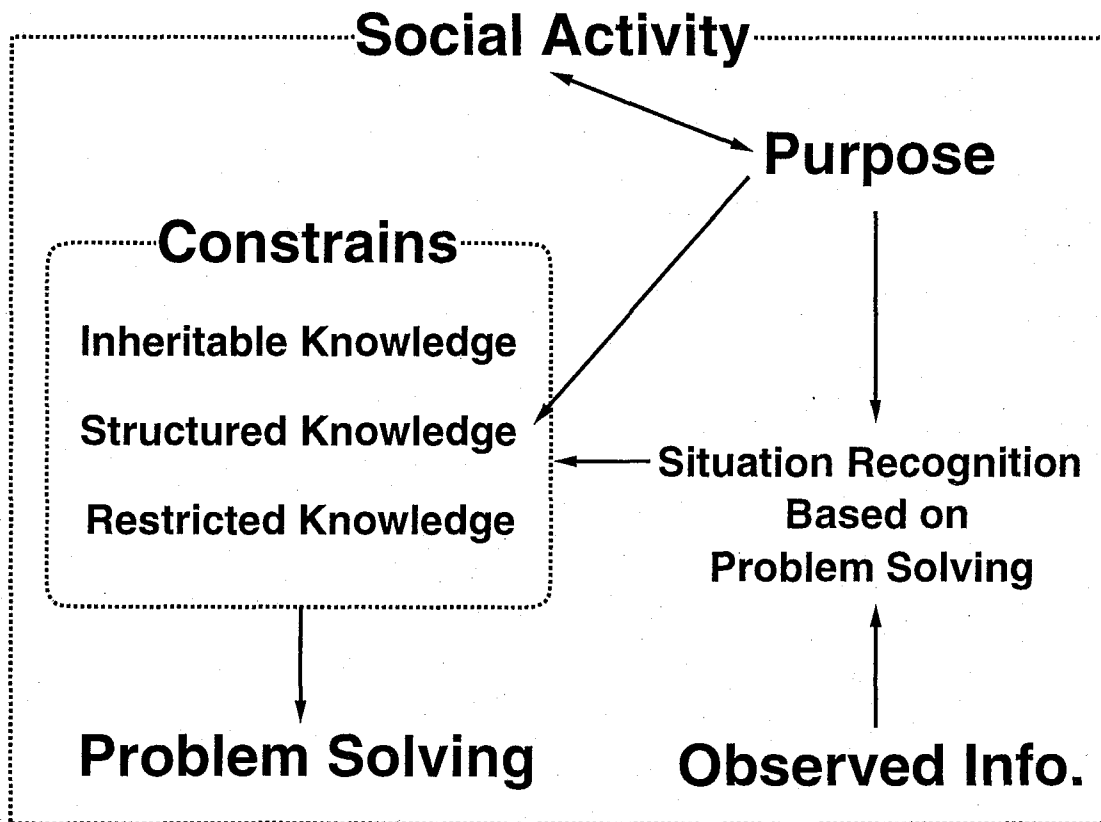 Social Activity
Purpose
Constrains
Inheritable Knowledge
Structured Knowledge
Restricted Knowledge
Situation Recognition
Based on
Problem Solving
Problem Solving
Observed Info.